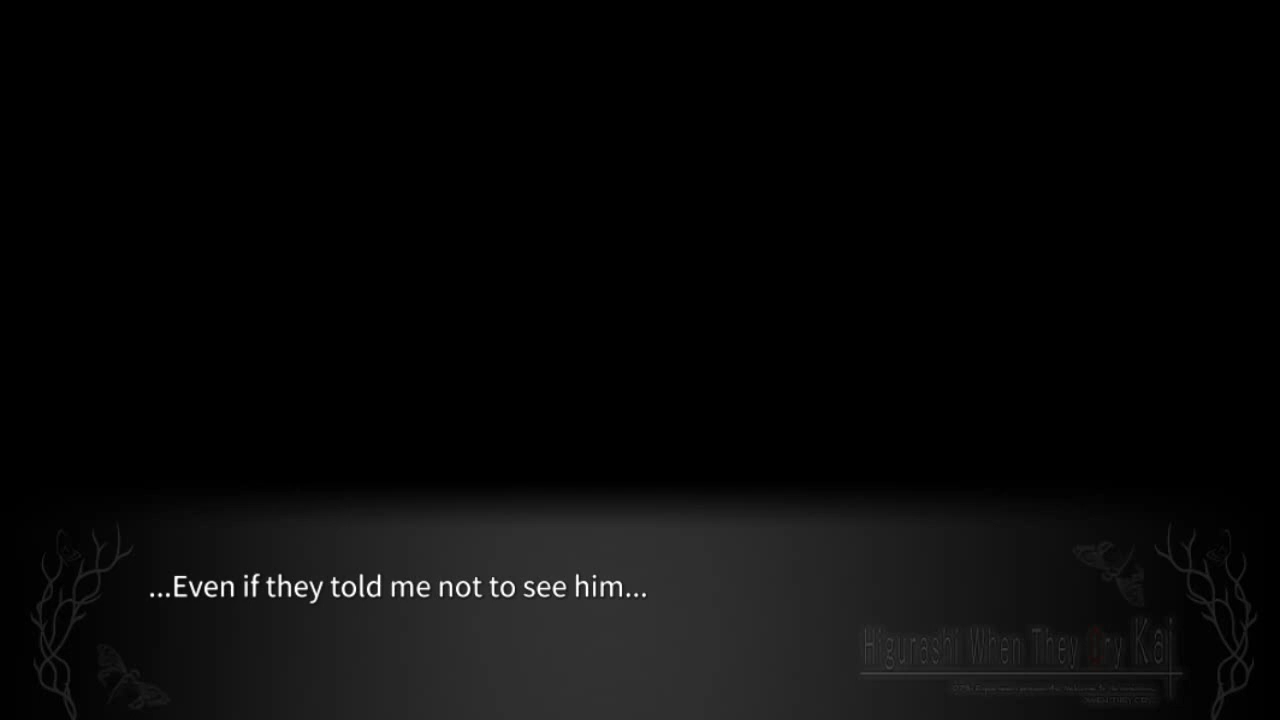 ...Even if they told me not to see him...
Higurashi When They Cry Kai